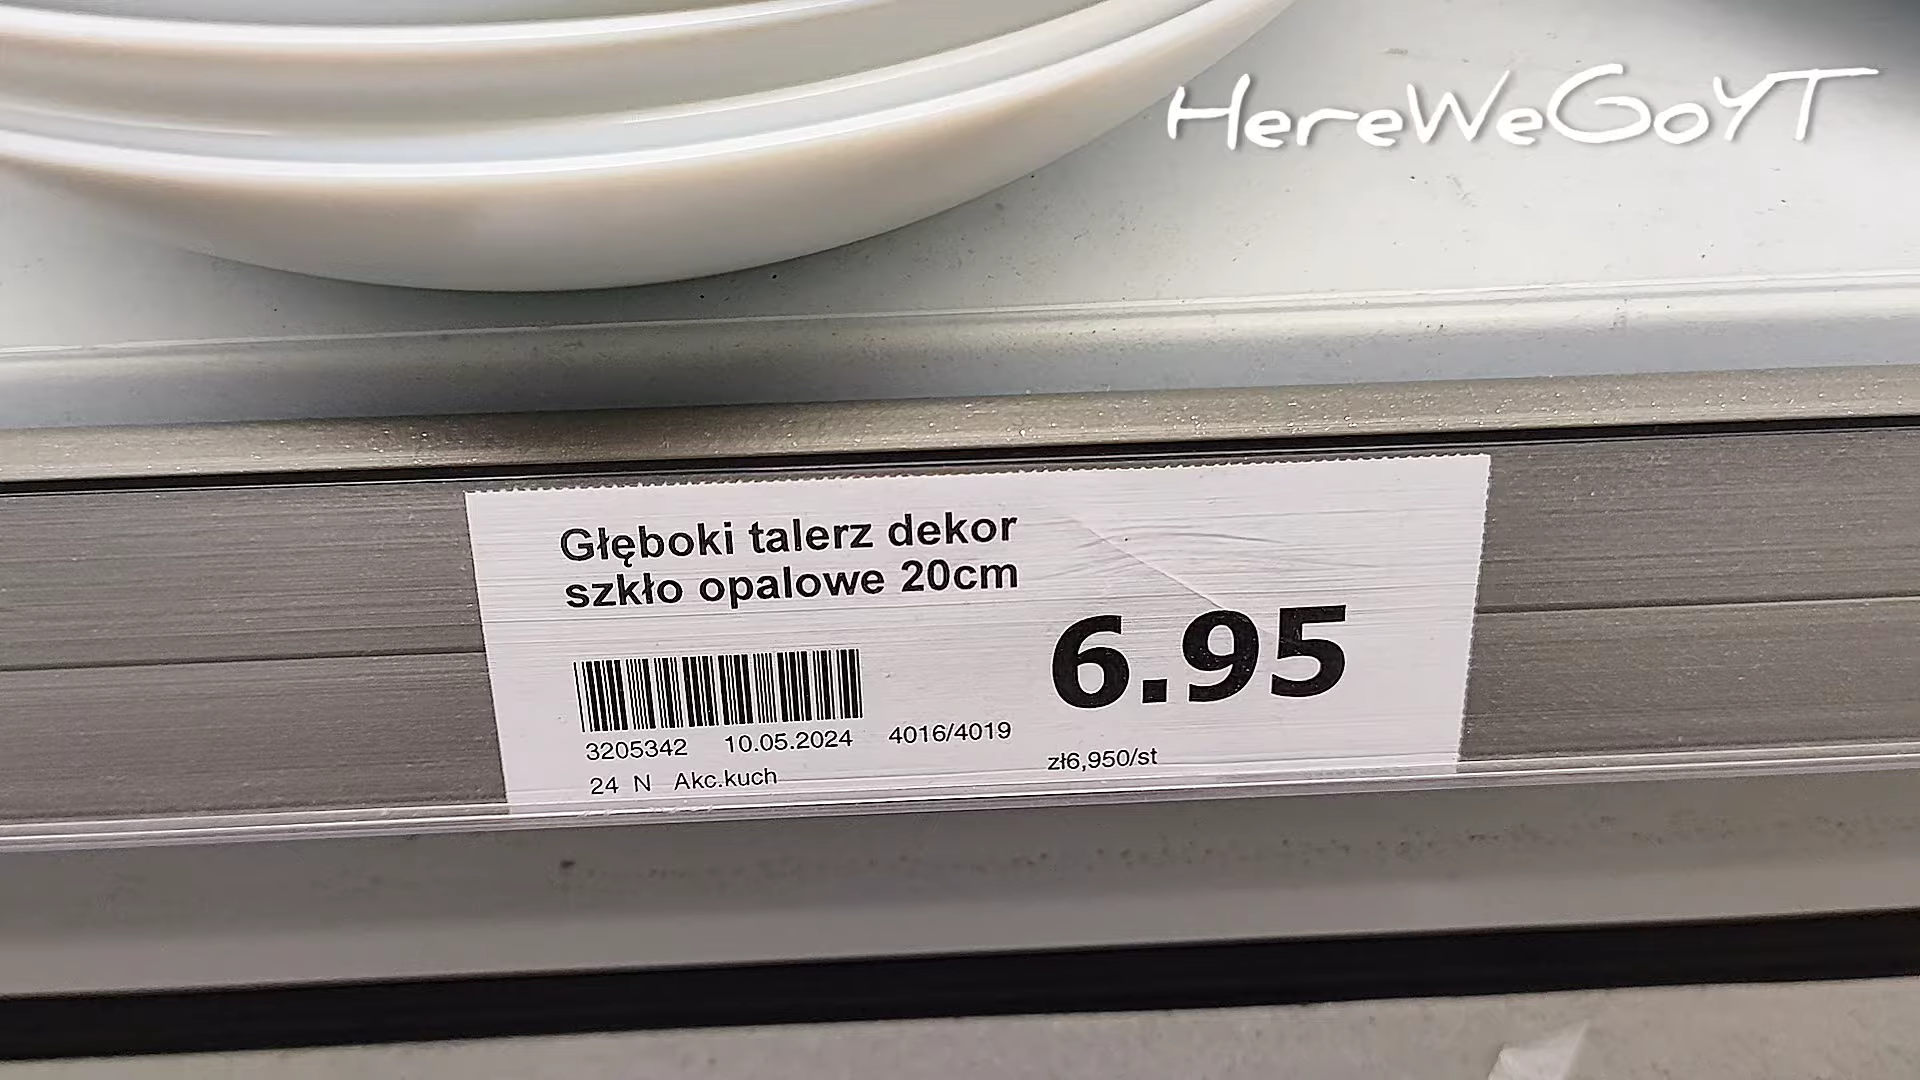 HereWeGoYT
Głęboki talerz dekor
szkło opalowe 20cm
6.95
3205342 10.05.2024 4016/4019
zł6,950/st
24 N Akc.kuch